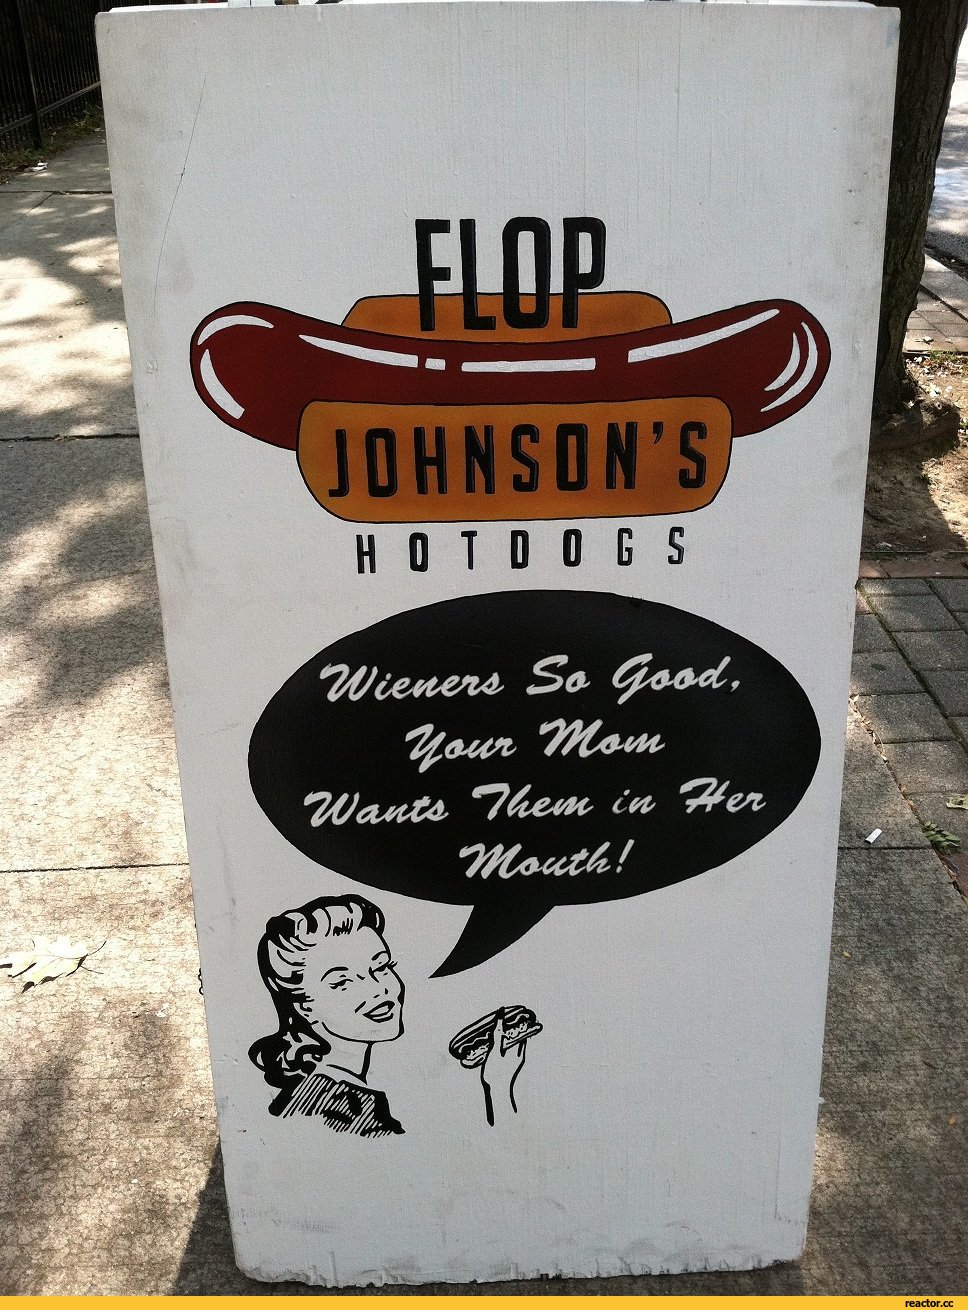 FLOP
JOHNSON'S
HOTDOGS
Wieners So Good,
Your Mom
Wants Them in Her
Mouth!
reactor.cc